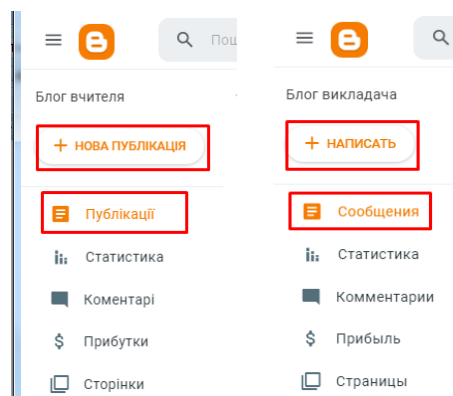 Пош
Блог вчителя
+ НОВА ПУБЛІКАЦІЯ
Публікації
Статистика
Коментарі
$ Прибутки
Сторінки
Блог викладача
+ НАПИСАТЬ
Сообщения
Статистика
Комментарии
$ Прибыль
Страницы